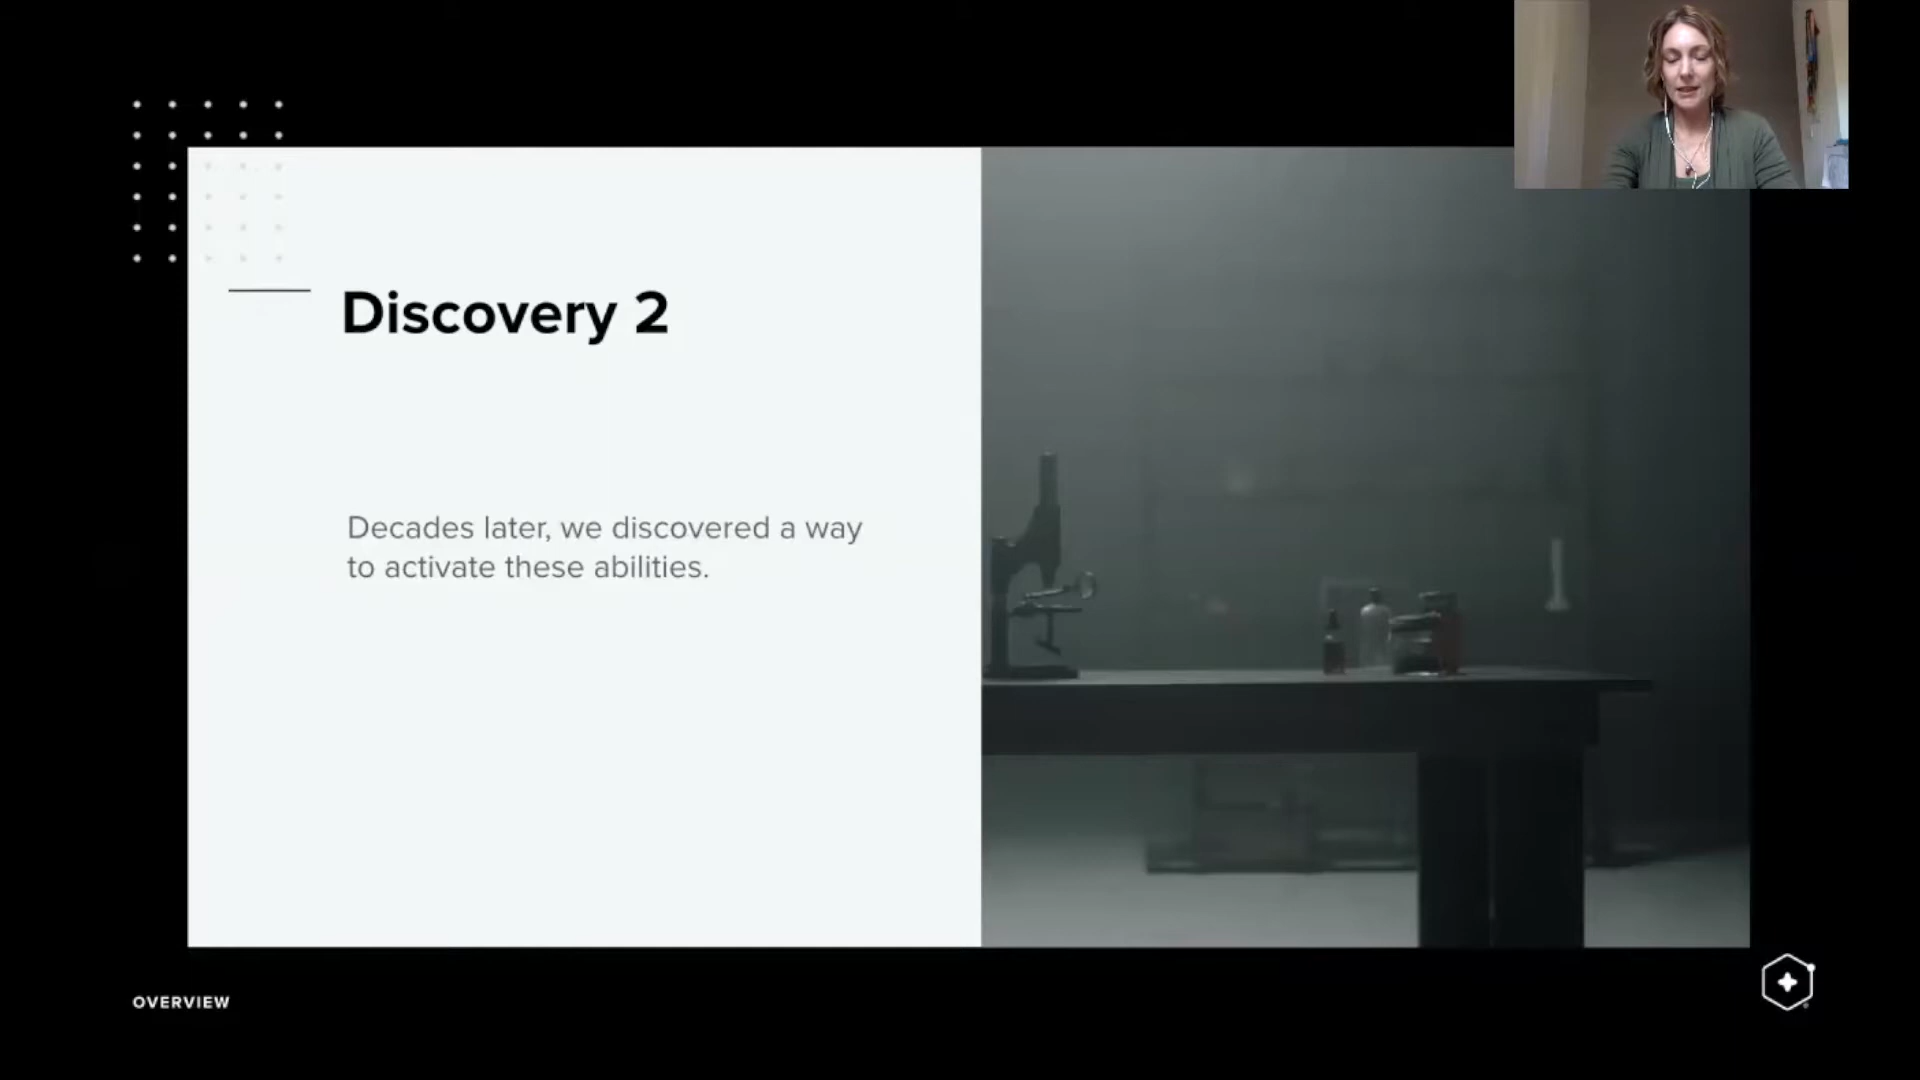 Discovery 2
Decades later, we discovered a way
to activate these abilities.
OVERVIEW